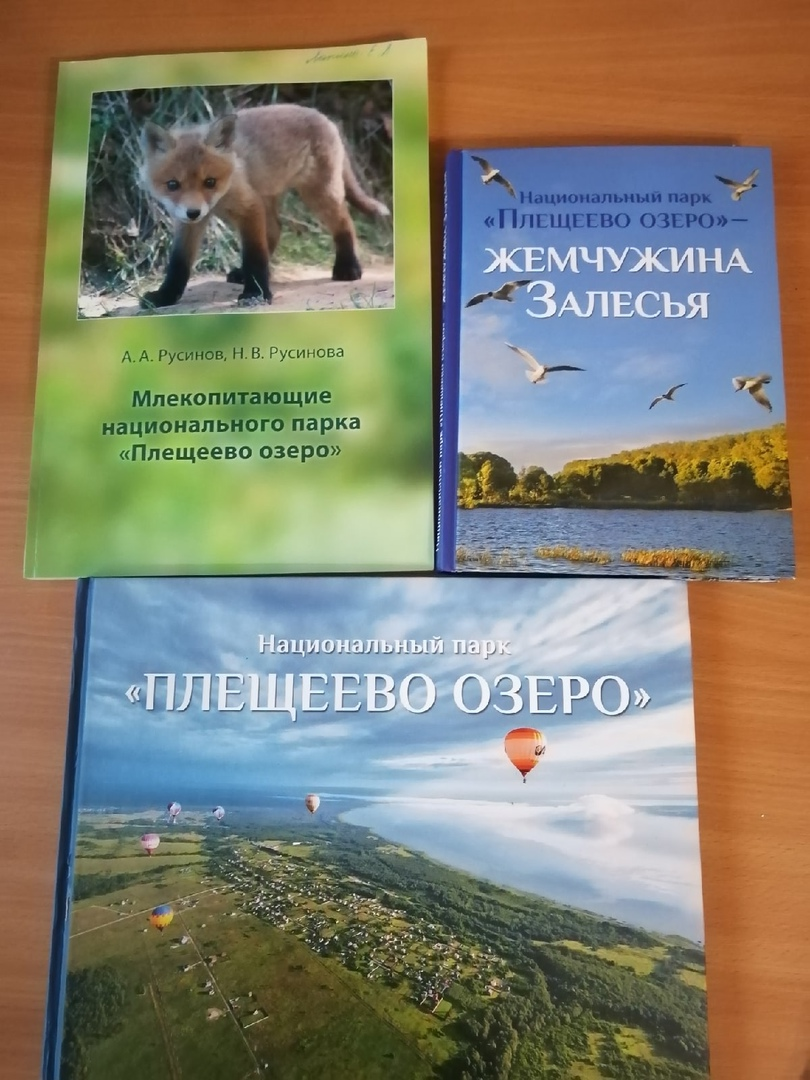 А. А. Русинов, Н. В. Русинова
Млекопитающие
национального парка
«Плещеево озеро»
Национальный парк
«Плещеево озеро» –
ЖЕМЧУЖИНА
ЗАЛЕСЬЯ
Национальный парк
«ПЛЕЩЕЕВО ОЗЕРО»